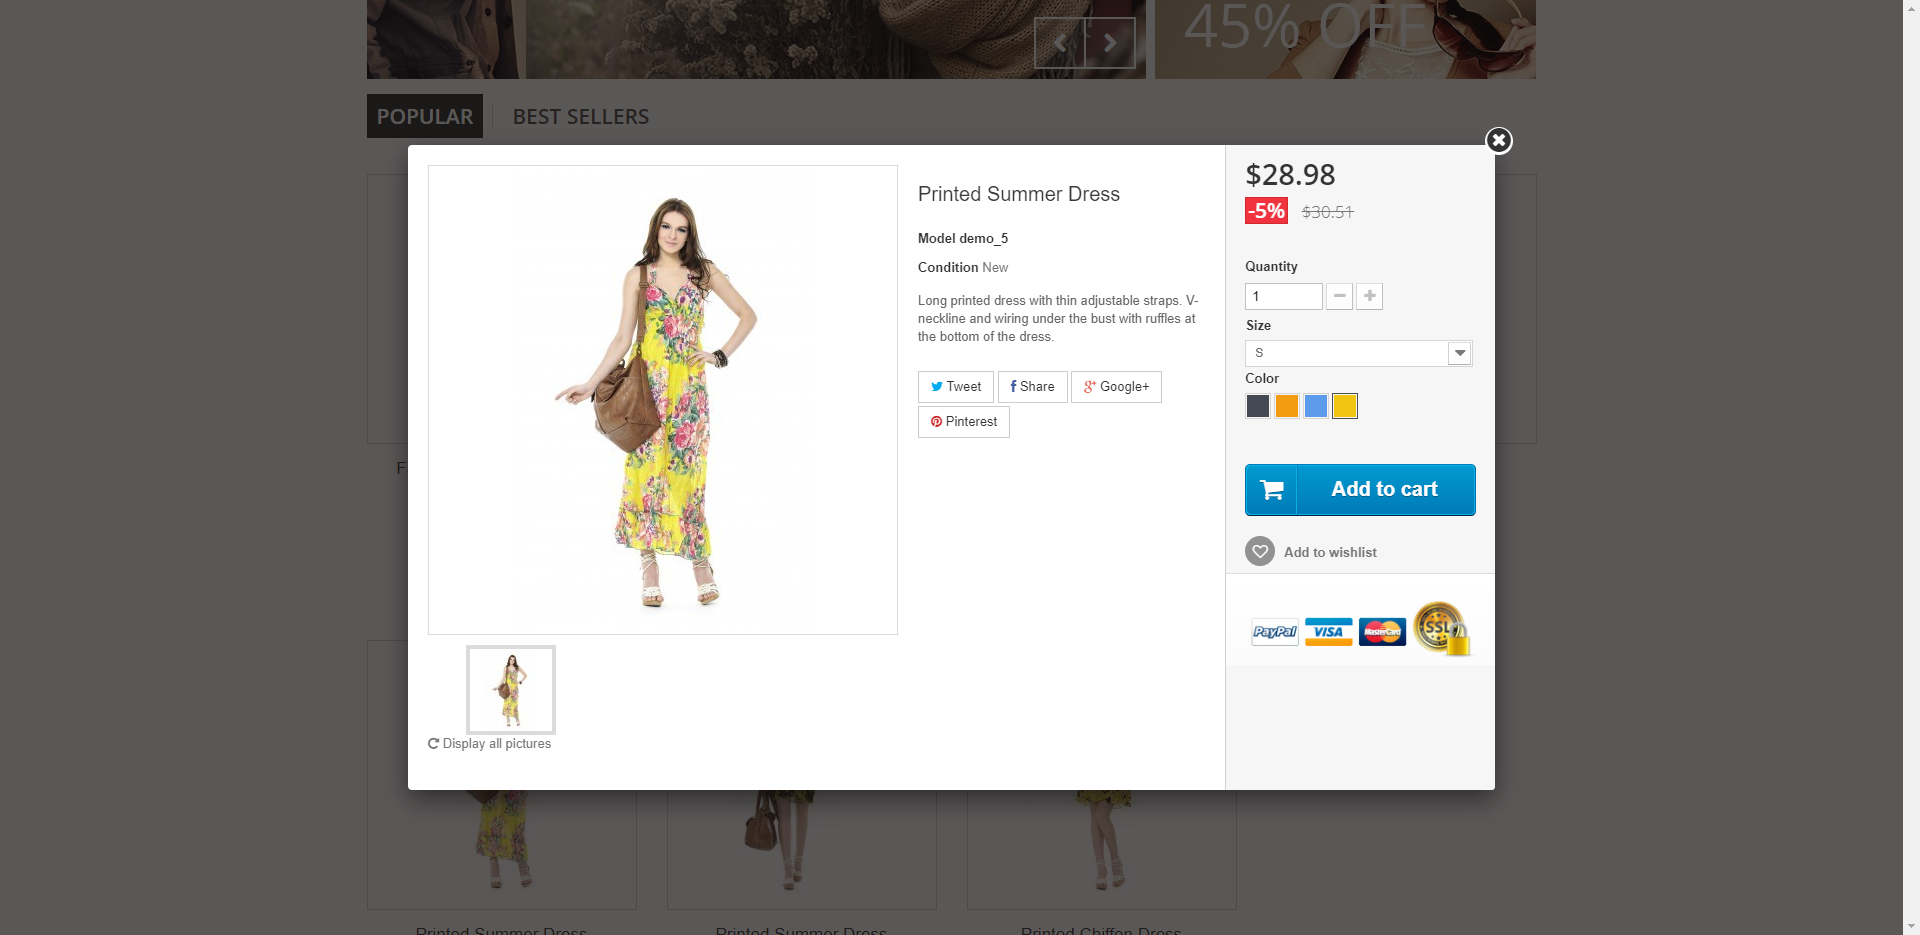 45% OFF
POPULAR
BEST SELLERS
Printed Summer Dress
Model demo_5
Condition New
Long printed dress with thin adjustable straps. V-
neckline and wiring under the bust with ruffles at
the bottom of the dress.
Tweet
Share
Google+
Pinterest
Display all pictures
$28.98
-5% $30.51
Quantity
1
Size
S
Color
Add to cart
Add to wishlist
PayPal
VISA
MasterCard
SSL
F
Printed Summer Dress
Printed Summer Dress
Printed Chiffon Dress